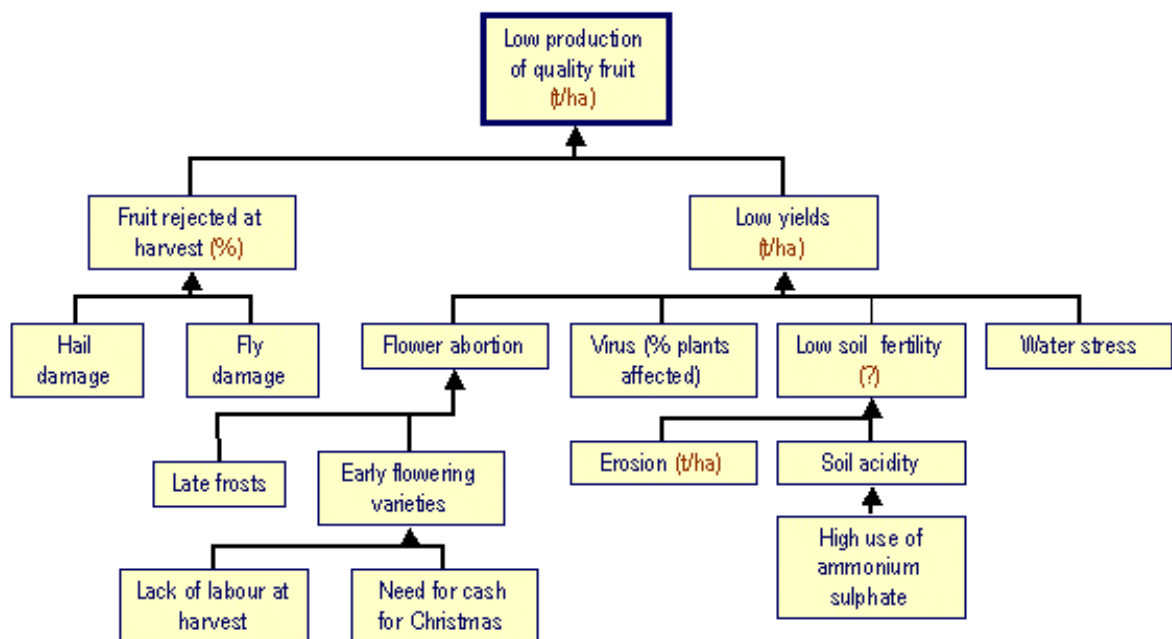 Low production
of quality fruit
(t/ha)
Fruit rejected at
harvest (%)
Low yields
(t/ha)
Hail
damage
Fly
damage
Flower abortion
Virus (% plants
affected)
Low soil fertility
(?)
Water stress
Late frosts
Early flowering
varieties
Erosion (t/ha)
Soil acidity
Lack of labour at
harvest
Need for cash
for Christmas
High use of
ammonium
sulphate